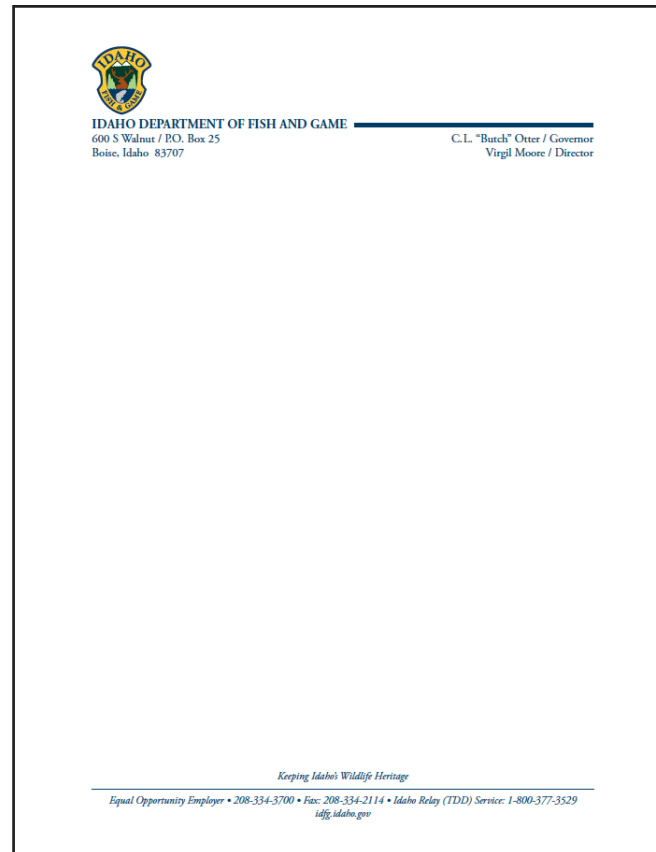 IDAHO
FISH & GAME
IDAHO DEPARTMENT OF FISH AND GAME
600 S Walnut / P.O. Box 25
Boise, Idaho 83707
C.L. “Butch” Otter / Governor
Virgil Moore / Director
Keeping Idaho’s Wildlife Heritage
Equal Opportunity Employer • 208-334-3700 • Fax: 208-334-2114 • Idaho Relay (TDD) Service: 1-800-377-3529
idfg.idaho.gov